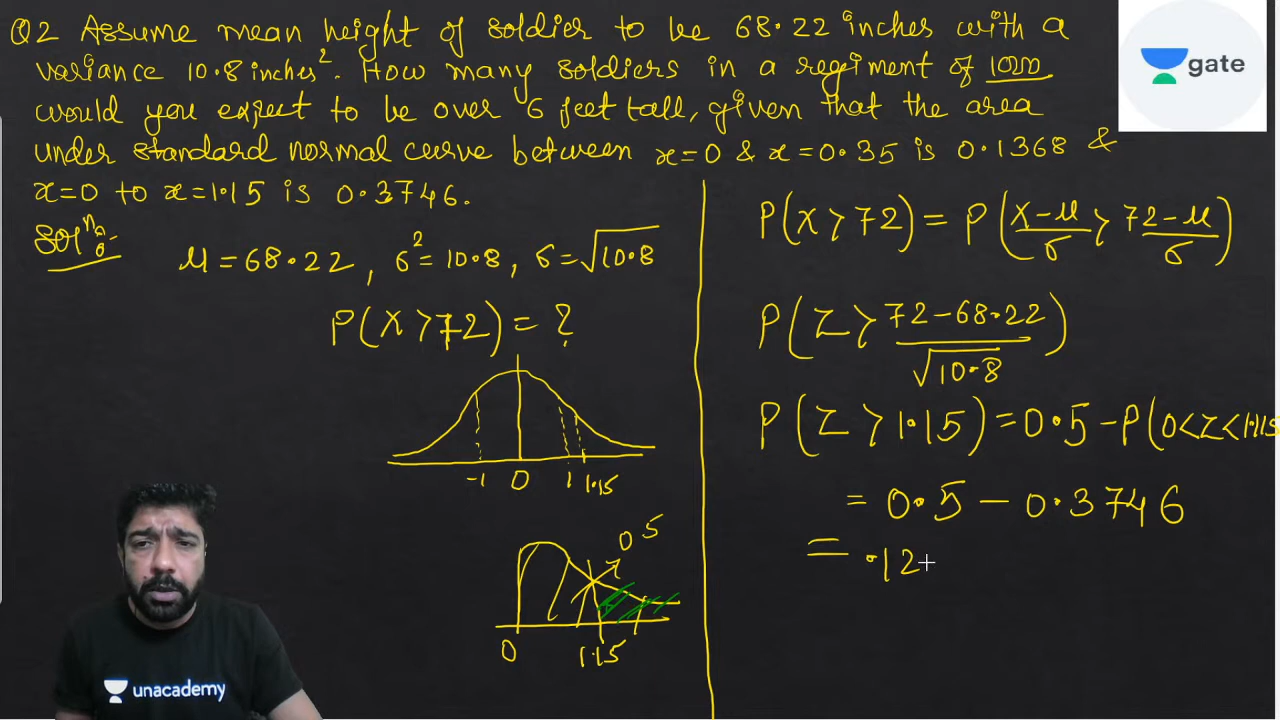 Q2 Assume mean height of soldier to be 68.22 inches with a
variance 10.8 inches². How many soldiers in a regiment of 1000
would you expect to be over 6 feet tall, given that the area
under standard normal curve between x=0 & x=0.35 is 0.1368 &
x=0 to x=1.15 is 0.3746.
gate
Solⁿ:-
μ=68.22, σ²=10.8, σ=√10.8
P(X>72)=?
-1 0 1 1.15
0.5
0 1.15
P(X>72) = P(X-μ/σ > 72-μ/σ)
P(Z > 72-68.22/√10.8)
P(Z > 1.15) = 0.5 - P(0<Z<1.15
= 0.5 - 0.3746
= .12
unacademy